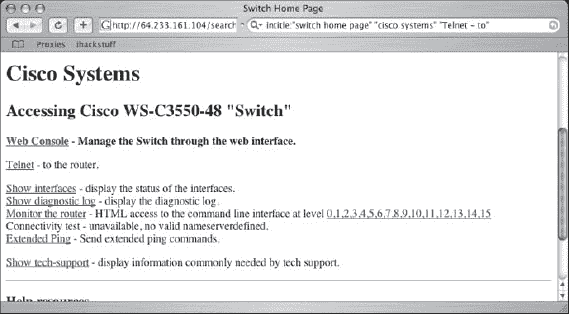 Switch Home Page
http://64.233.161:104/search
intitle:"switch home page" "cisco systems" "Telnet - to"
Proxies ihackstuff
Cisco Systems
Accessing Cisco WS-C3550-48 "Switch"
Web Console - Manage the Switch through the web interface.
Telnet - to the router.
Show interfaces - display the status of the interfaces.
Show diagnostic log - display the diagnostic log.
Monitor the router - HTML access to the command line interface at level 0,1,2,3,4,5,6,7,8,9,10,11,12,13,14,15
Connectivity test - unavailable, no valid nameserverdefined.
Extended Ping - Send extended ping commands.
Show tech-support - display information commonly needed by tech support.
Help resources